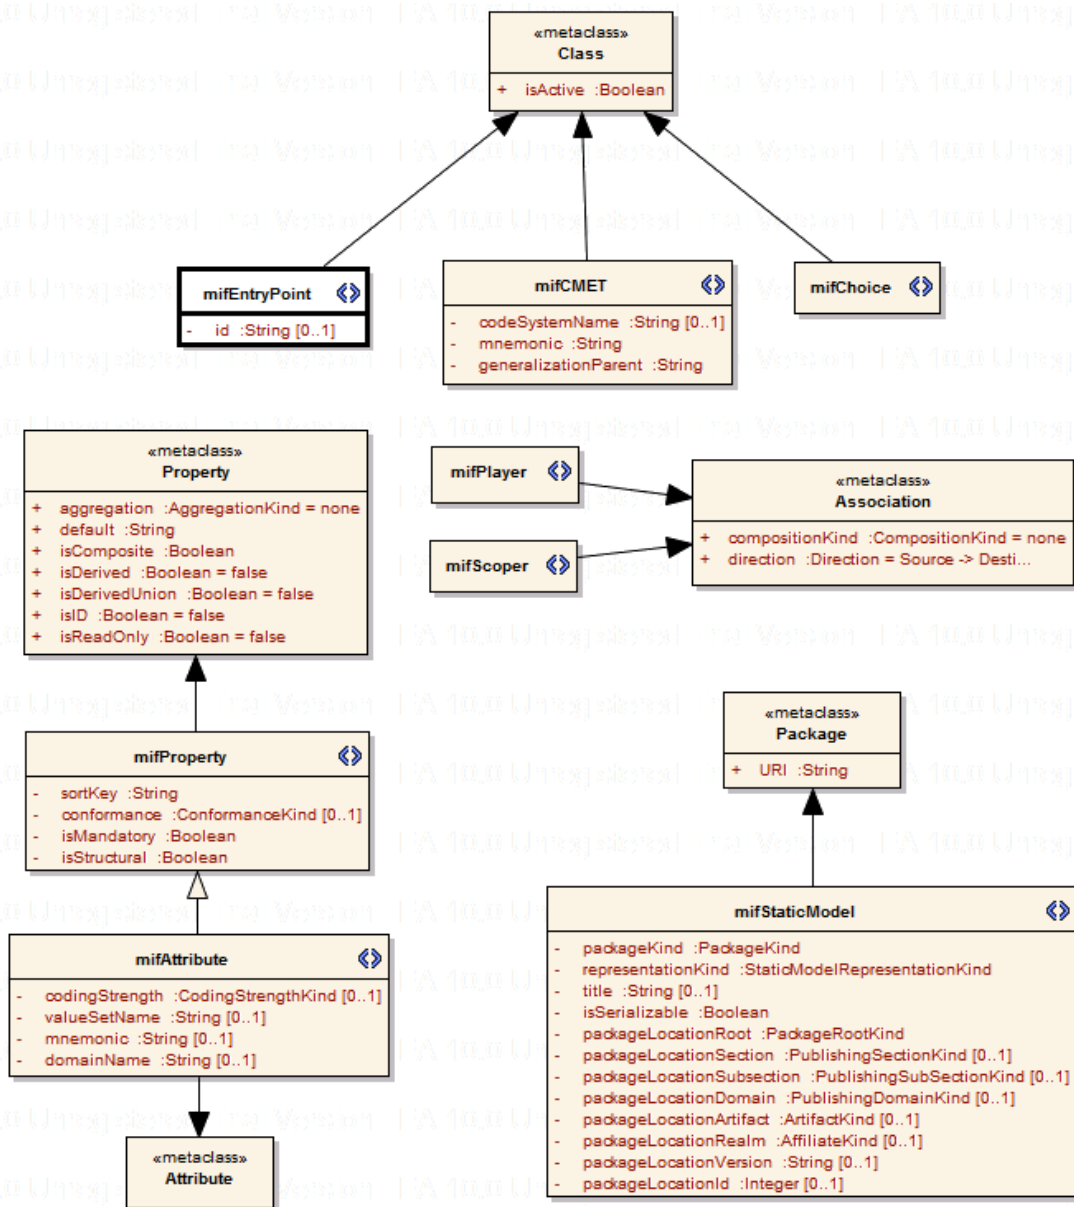 «metaclass»
Class
+ isActive :Boolean
mifEntryPoint
- id :String [0..1]
mifCMET
- codeSystemName :String [0..1]
- mnemonic :String
- generalizationParent :String
mifChoice
«metaclass»
Property
+ aggregation :AggregationKind = none
+ default :String
+ isComposite :Boolean
+ isDerived :Boolean = false
+ isDerivedUnion :Boolean = false
+ isID :Boolean = false
+ isReadOnly :Boolean = false
mifPlayer
mifScoper
«metaclass»
Association
+ compositionKind :CompositionKind = none
+ direction :Direction = Source -> Desti...
mifProperty
- sortKey :String
- conformance :ConformanceKind [0..1]
- isMandatory :Boolean
- isStructural :Boolean
«metaclass»
Package
+ URI :String
mifAttribute
- codingStrength :CodingStrengthKind [0..1]
- valueSetName :String [0..1]
- mnemonic :String [0..1]
- domainName :String [0..1]
«metaclass»
Attribute
mifStaticModel
- packageKind :PackageKind
- representationKind :StaticModelRepresentationKind
- title :String [0..1]
- isSerializable :Boolean
- packageLocationRoot :PackageRootKind
- packageLocationSection :PublishingSectionKind [0..1]
- packageLocationSubsection :PublishingSubSectionKind [0..1]
- packageLocationDomain :PublishingDomainKind [0..1]
- packageLocationArtifact :ArtifactKind [0..1]
- packageLocationRealm :AffiliateKind [0..1]
- packageLocationVersion :String [0..1]
- packageLocationId :Integer [0..1]